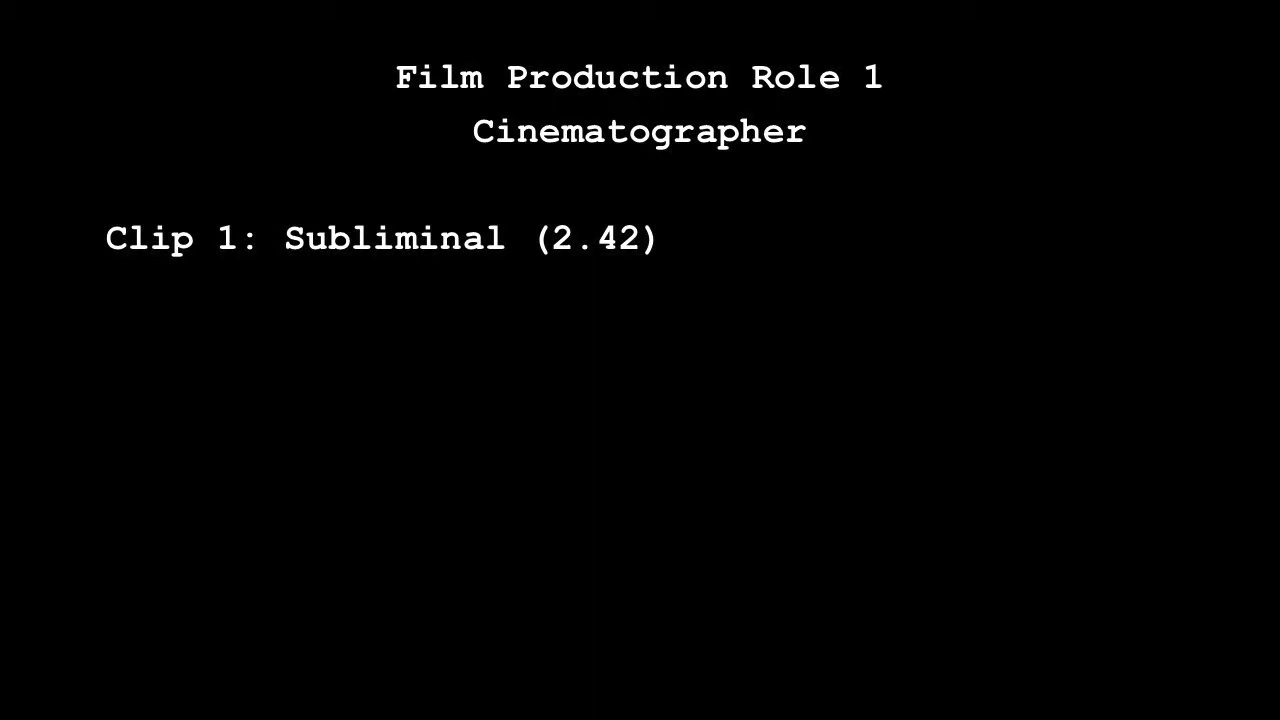 Film Production Role 1
Cinematographer
Clip 1: Subliminal (2.42)